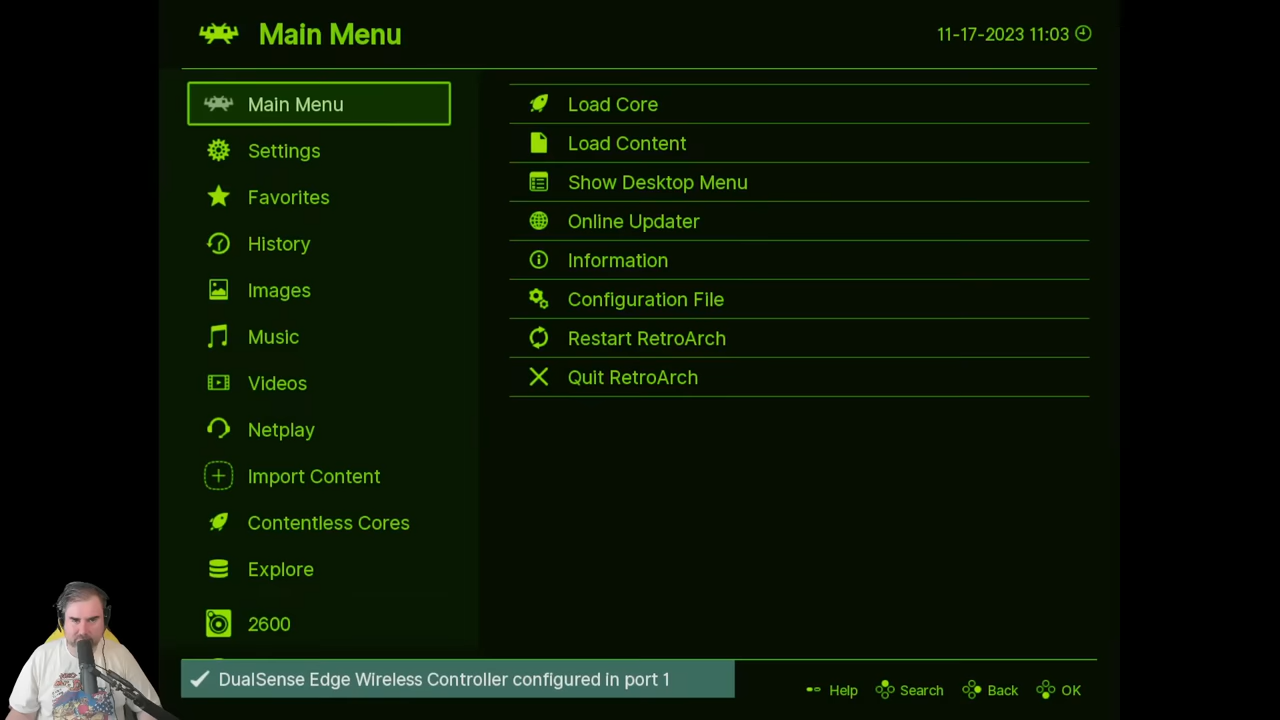 Main Menu
11-17-2023 11:03
Main Menu
Settings
Favorites
History
Images
Music
Videos
Netplay
Import Content
Contentless Cores
Explore
2600
Load Core
Load Content
Show Desktop Menu
Online Updater
Information
Configuration File
Restart RetroArch
Quit RetroArch
DualSense Edge Wireless Controller configured in port 1
Help Search Back OK